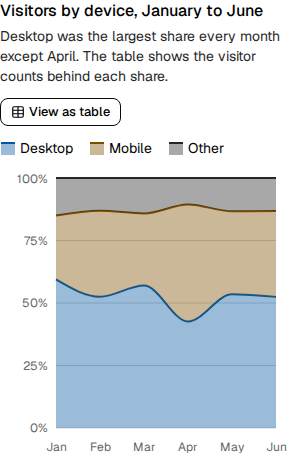 Visitors by device, January to June
Desktop was the largest share every month
except April. The table shows the visitor
counts behind each share.
View as table
Desktop Mobile Other
100%
75%
50%
25%
0%
Jan Feb Mar Apr May Jun